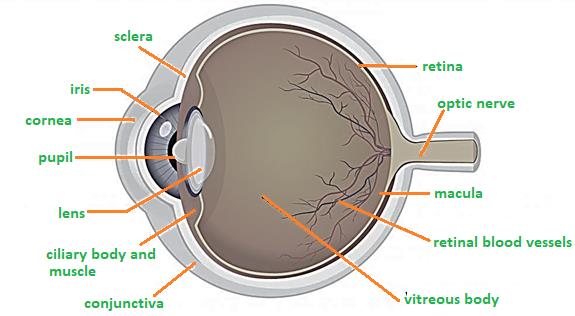 sclera
retina
iris
optic nerve
cornea
pupil
macula
lens
retinal blood vessels
ciliary body and
muscle
conjunctiva
vitreous body